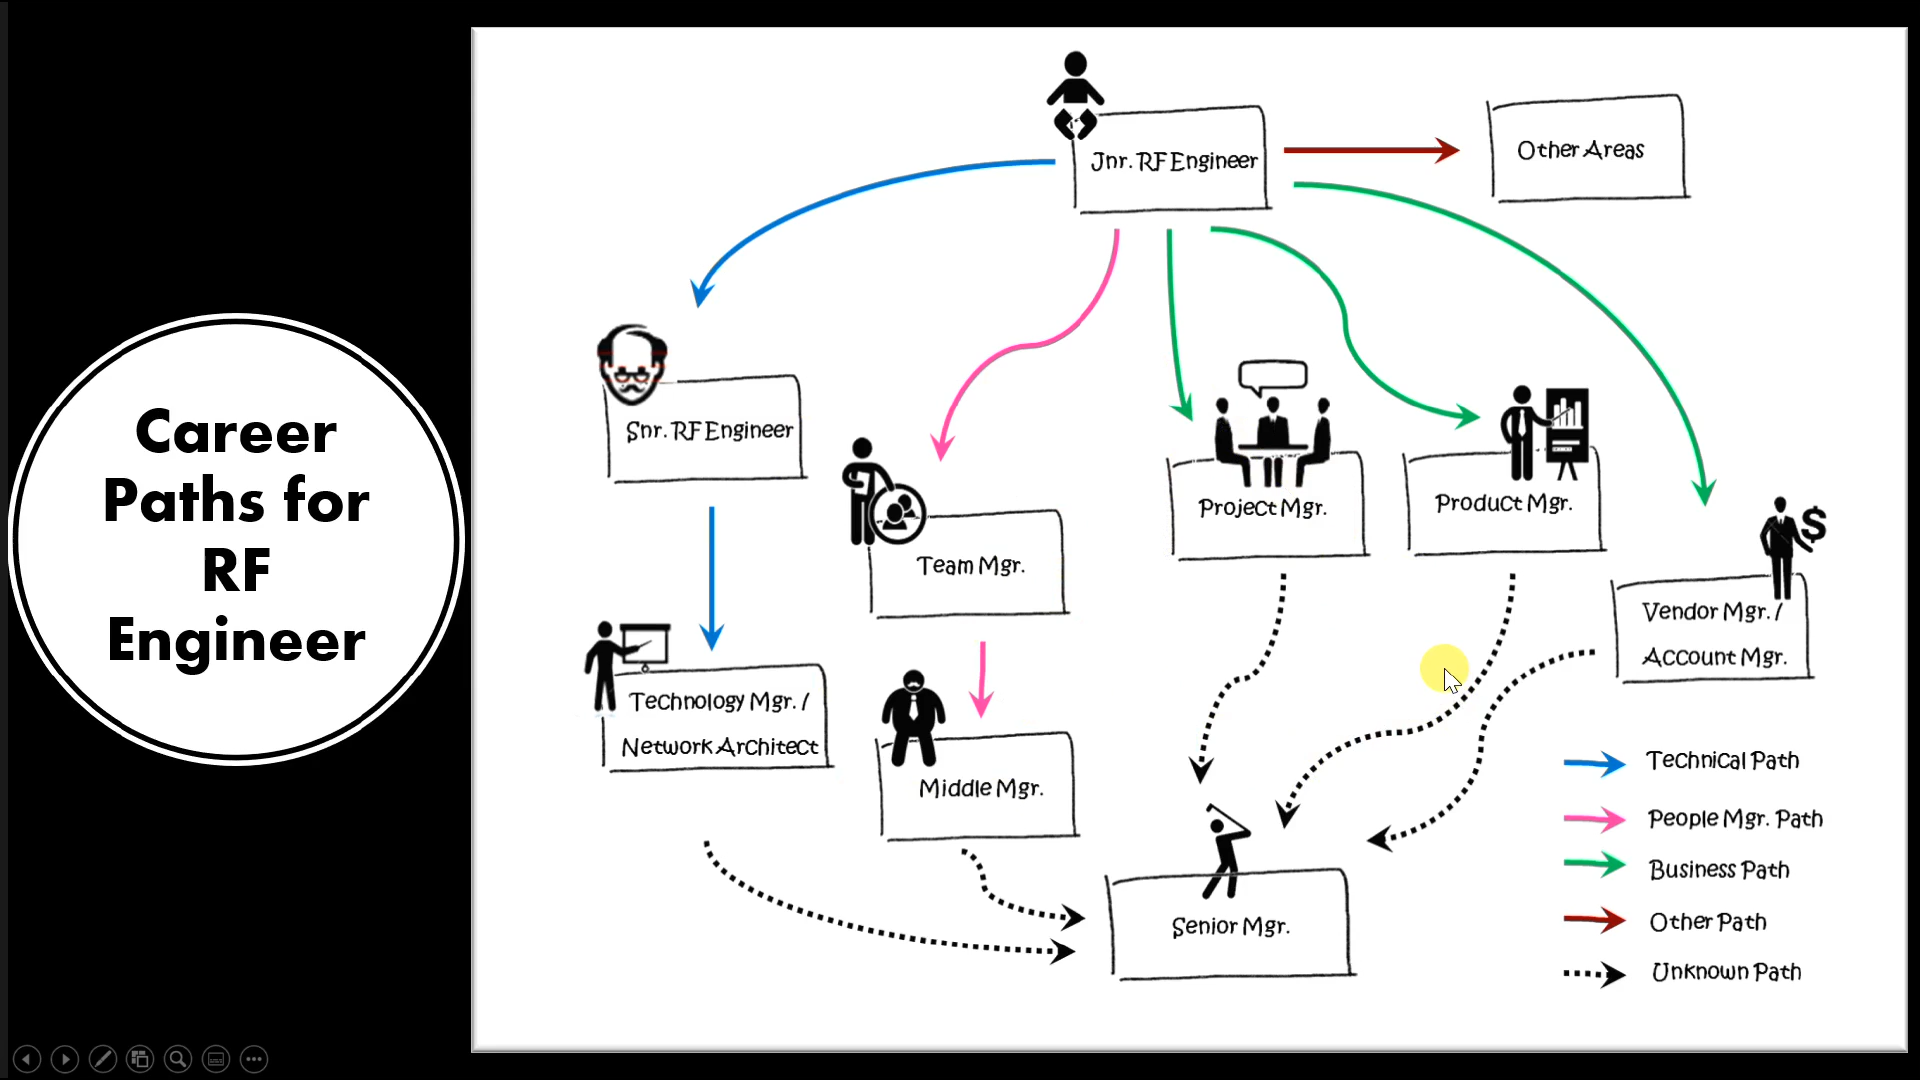 Career
Paths for
RF
Engineer
Jnr. RF Engineer
Other Areas
Snr. RF Engineer
Team Mgr.
Project Mgr.
Product Mgr.
$
Vendor Mgr. /
Account Mgr.
Technology Mgr. /
Network Architect
Middle Mgr.
Senior Mgr.
Technical Path
People Mgr. Path
Business Path
Other Path
Unknown Path